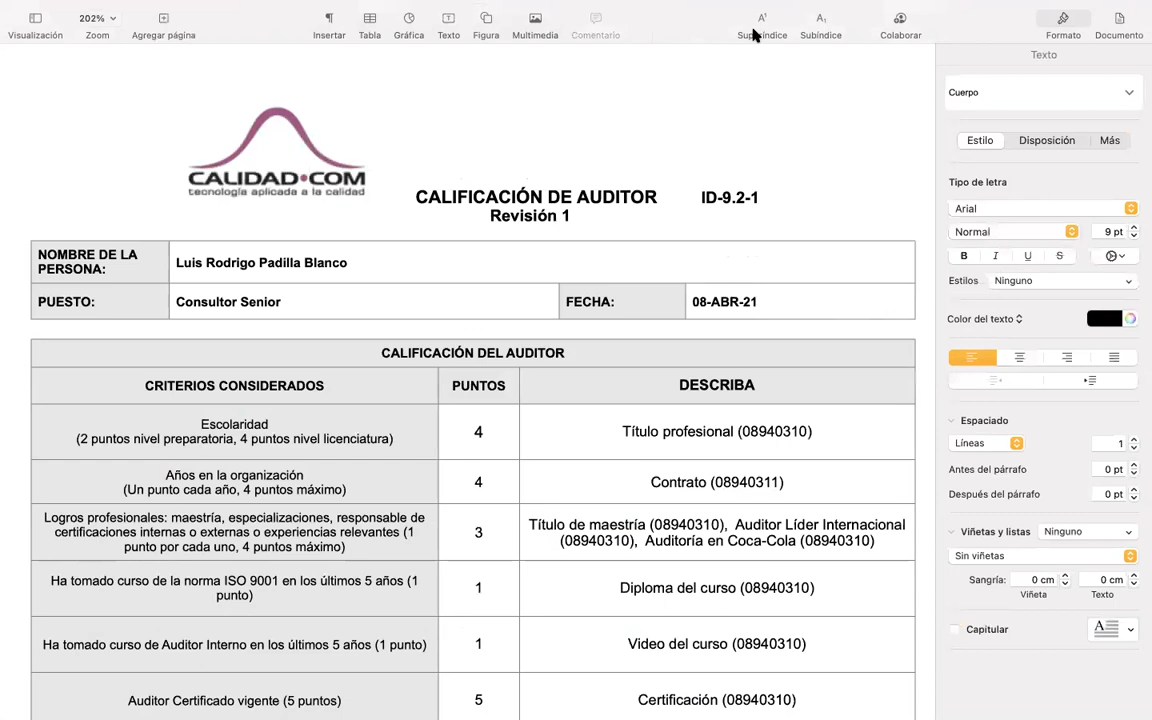 202%
Visualización Zoom Agregar página Insertar Tabla Gráfica Texto Figura Multimedia Comentario Subíndice Colaborar Formato Documento
Texto
Cuerpo
Estilo Disposición Más
Tipo de letra
Arial
Normal 9 pt
B I U S
Estilos Ninguno
Color del texto
Espaciado
Líneas 1
Antes del párrafo 0 pt
Después del párrafo 0 pt
Viñetas y listas Ninguno
Sin viñetas
Sangría: 0 cm 0 cm
Viñeta Texto
Capitular A
CALIDAD•COM
tecnología aplicada a la calidad
CALIFICACIÓN DE AUDITOR ID-9.2-1
Revisión 1
NOMBRE DE LA
PERSONA:
Luis Rodrigo Padilla Blanco
PUESTO: Consultor Senior FECHA: 08-ABR-21
CALIFICACIÓN DEL AUDITOR
CRITERIOS CONSIDERADOS PUNTOS DESCRIBA
Escolaridad
(2 puntos nivel preparatoria, 4 puntos nivel licenciatura)
4
Título profesional (08940310)
Años en la organización
(Un punto cada año, 4 puntos máximo)
4
Contrato (08940311)
Logros profesionales: maestría, especializaciones, responsable de
certificaciones internas o externas o experiencias relevantes (1
punto por cada uno, 4 puntos máximo)
3
Título de maestría (08940310), Auditor Líder Internacional
(08940310), Auditoría en Coca-Cola (08940310)
Ha tomado curso de la norma ISO 9001 en los últimos 5 años (1
punto)
1
Diploma del curso (08940310)
Ha tomado curso de Auditor Interno en los últimos 5 años (1 punto)
1
Video del curso (08940310)
Auditor Certificado vigente (5 puntos)
5
Certificación (08940310)